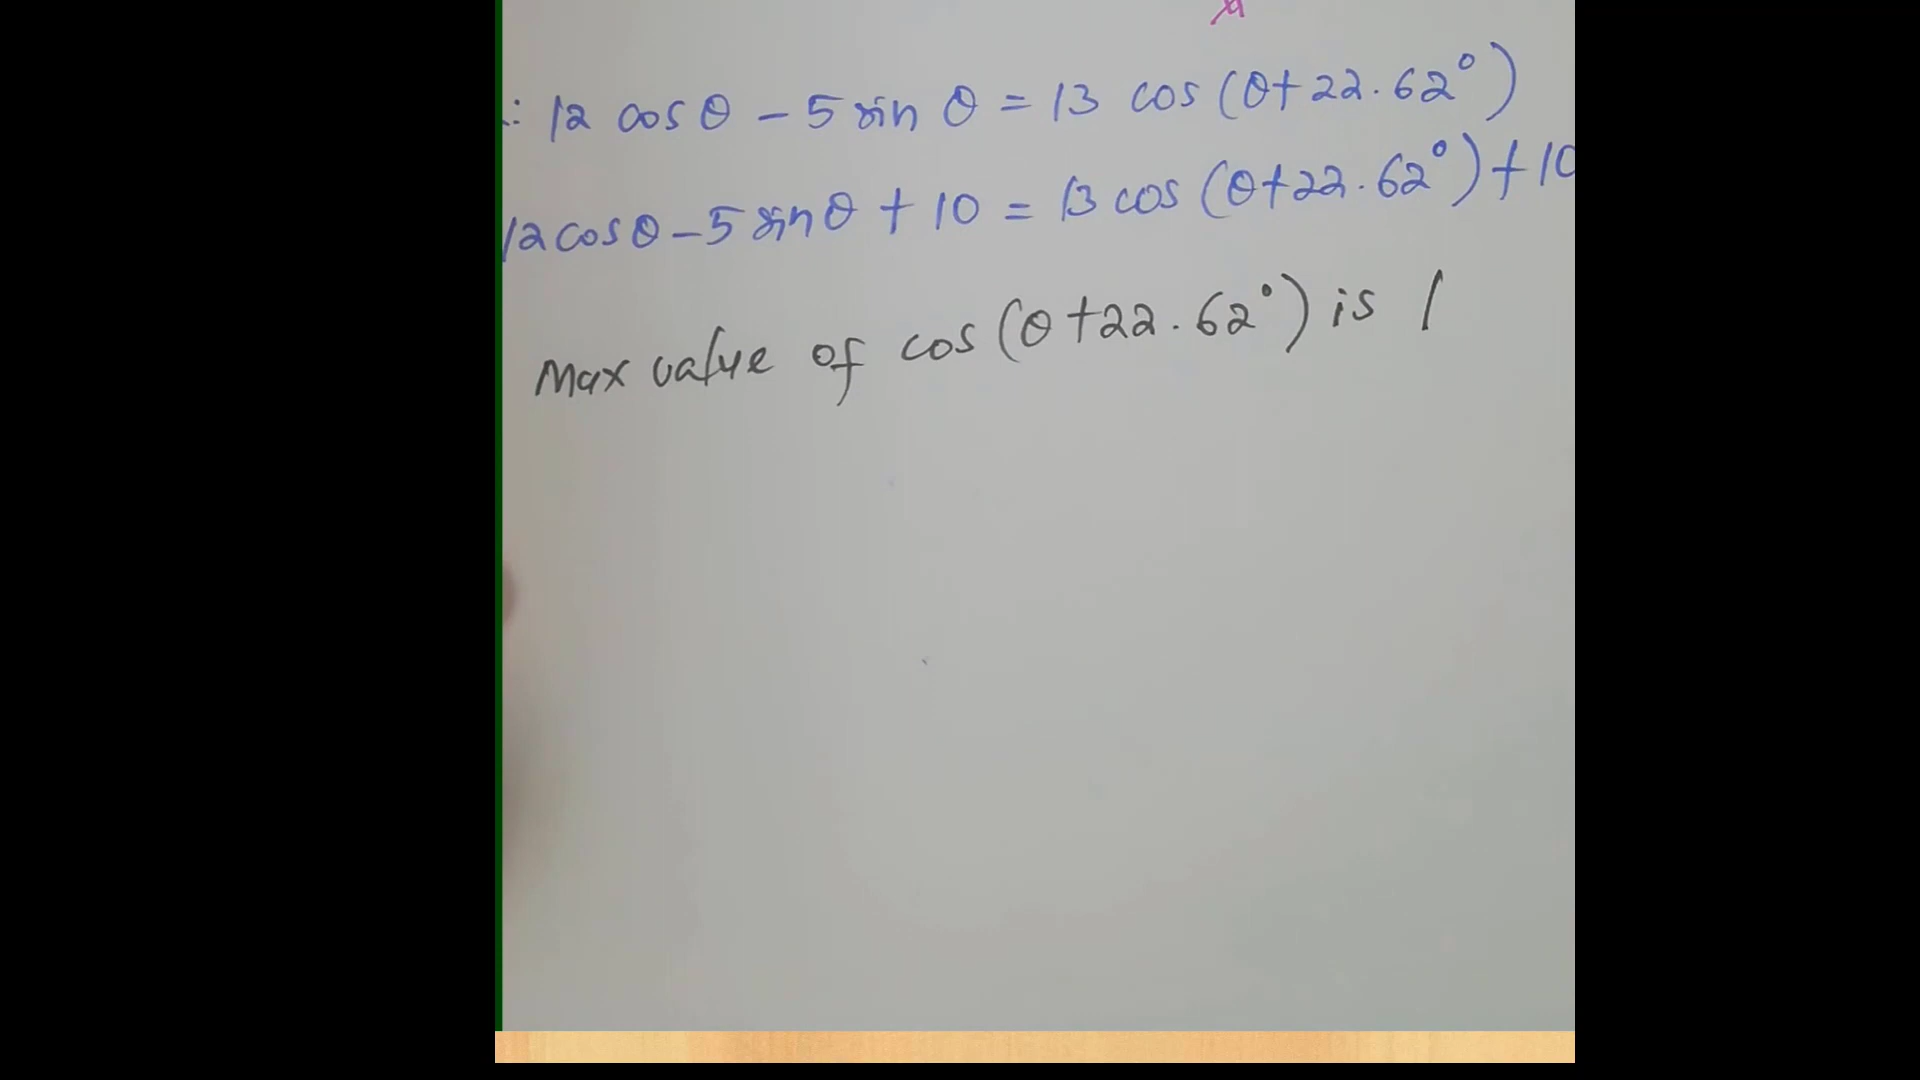 ∴ 12 cos θ - 5 sin θ = 13 cos (θ + 22.62°)
12 cos θ - 5 sin θ + 10 = 13 cos (θ + 22.62°) + 10
Max value of cos (θ + 22.62°) is 1